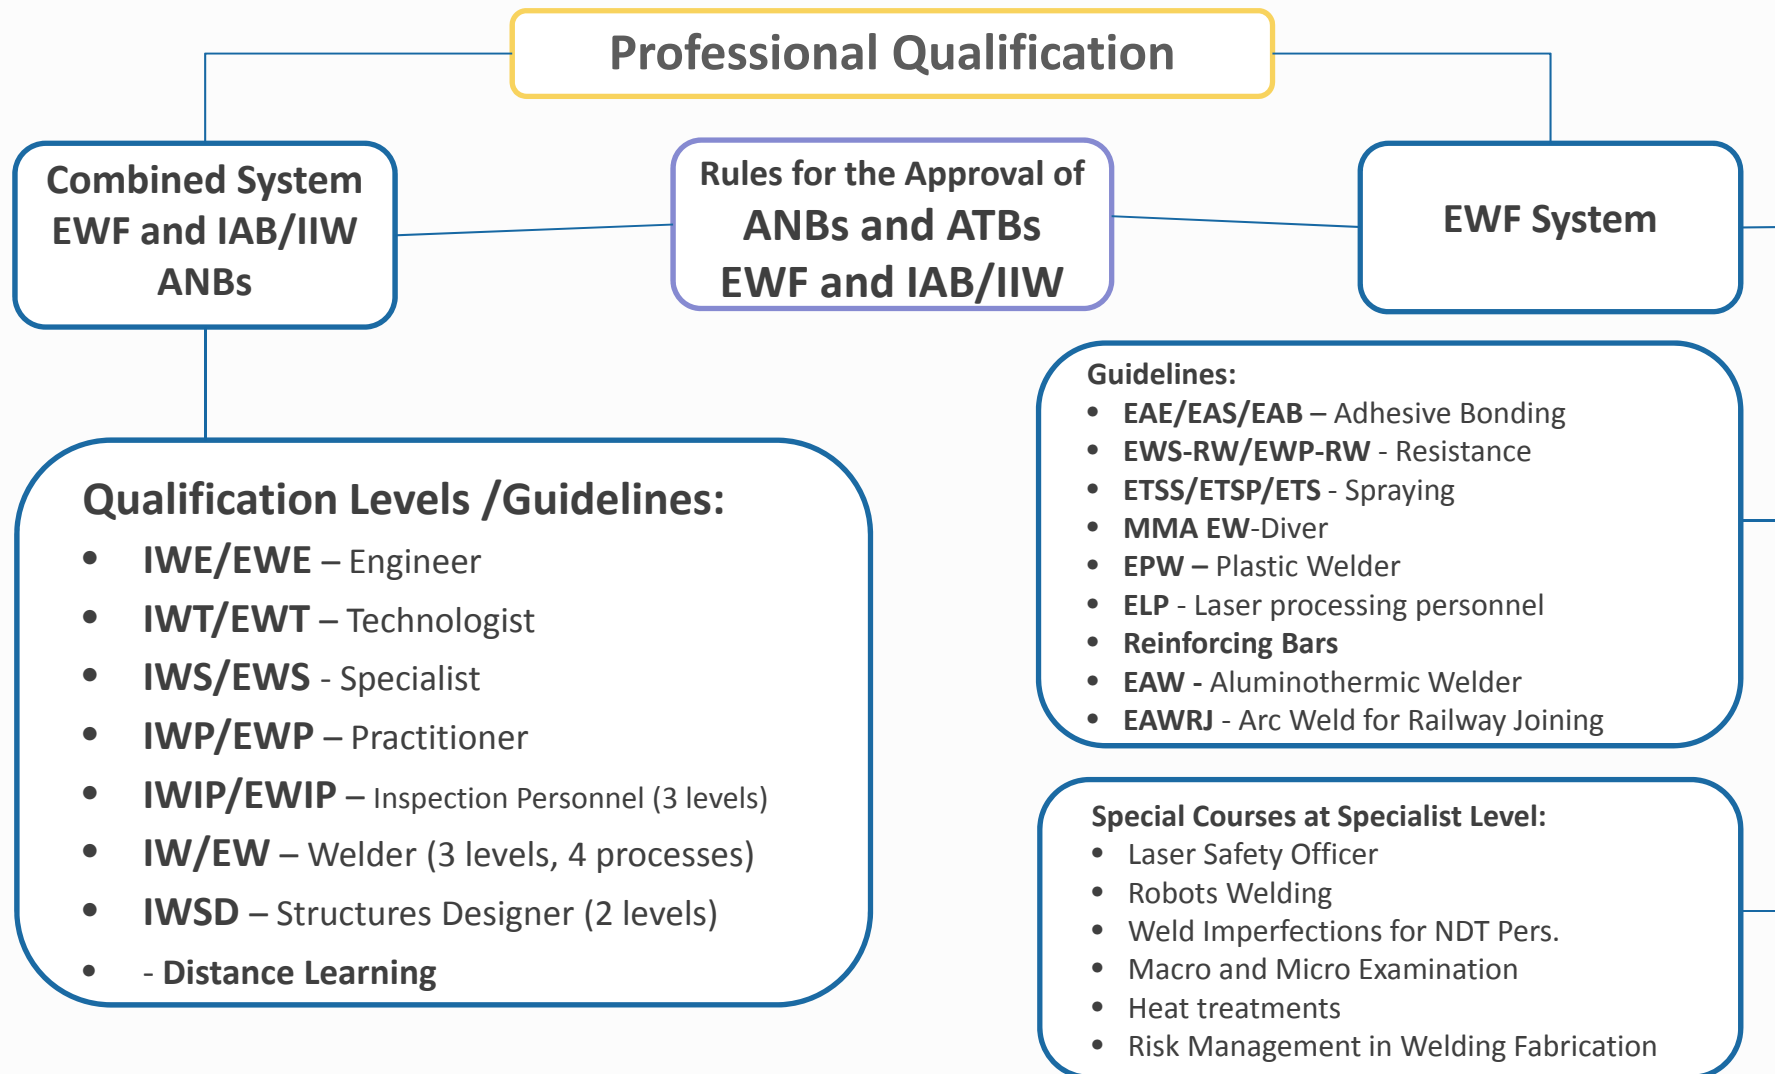 Professional Qualification
Combined System
EWF and IAB/IIW
ANBs
Rules for the Approval of
ANBs and ATBs
EWF and IAB/IIW
EWF System
Qualification Levels /Guidelines:
• IWE/EWE – Engineer
• IWT/EWT – Technologist
• IWS/EWS - Specialist
• IWP/EWP – Practitioner
• IWIP/EWIP – Inspection Personnel (3 levels)
• IW/EW – Welder (3 levels, 4 processes)
• IWSD – Structures Designer (2 levels)
• - Distance Learning
Guidelines:
• EAE/EAS/EAB – Adhesive Bonding
• EWS-RW/EWP-RW - Resistance
• ETSS/ETSP/ETS - Spraying
• MMA EW-Diver
• EPW – Plastic Welder
• ELP - Laser processing personnel
• Reinforcing Bars
• EAW - Aluminothermic Welder
• EAWRJ - Arc Weld for Railway Joining
Special Courses at Specialist Level:
• Laser Safety Officer
• Robots Welding
• Weld Imperfections for NDT Pers.
• Macro and Micro Examination
• Heat treatments
• Risk Management in Welding Fabrication